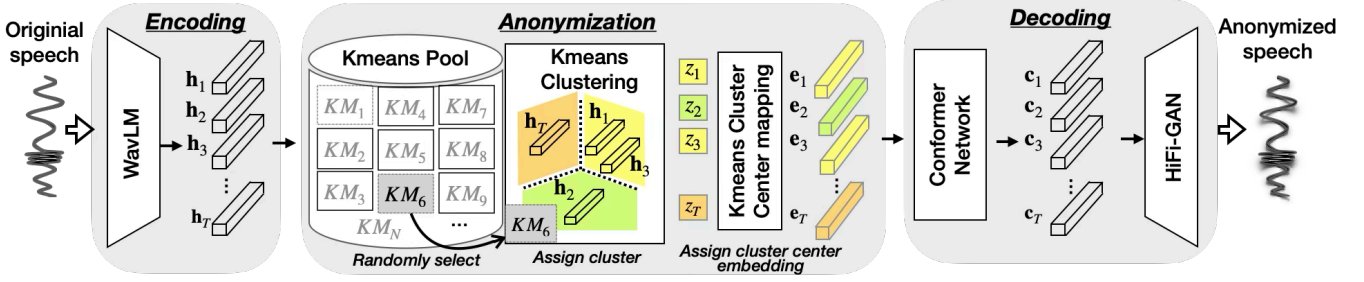 Originial
speech
Encoding
WavLM
h1
h2
h3
⋮
hT
Anonymization
Kmeans Pool
KM1
KM4
KM7
KM2
KM5
KM8
KM3
KM6
KM9
KMN
...
Randomly select
Kmeans
Clustering
hT
h1
h3
h2
KM6
Assign cluster
z1
z2
z3
zT
Kmeans Cluster
Center mapping
e1
e2
e3
⋮
eT
Assign cluster center
embedding
Decoding
Conformer
Network
c1
c2
c3
⋮
cT
HiFi-GAN
Anonymized
speech